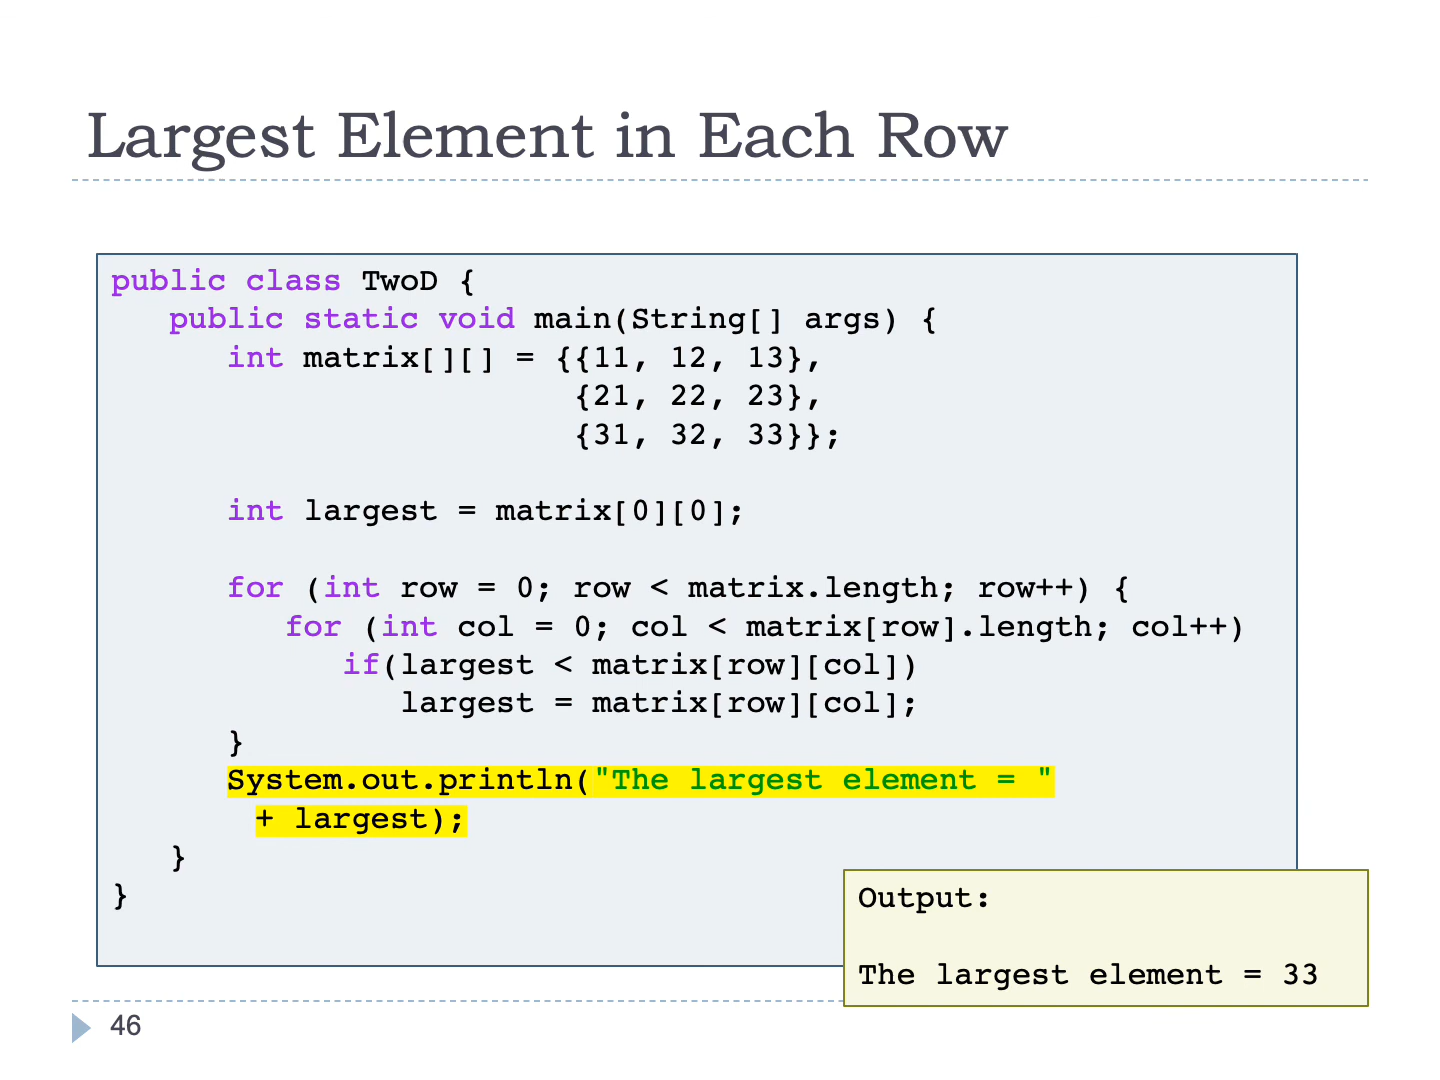 Largest Element in Each Row
public class TwoD {
   public static void main(String[] args) {
      int matrix[][] = {{11, 12, 13},
                        {21, 22, 23},
                        {31, 32, 33}};
      int largest = matrix[0][0];
      for (int row = 0; row < matrix.length; row++) {
         for (int col = 0; col < matrix[row].length; col++)
            if(largest < matrix[row][col])
               largest = matrix[row][col];
      }
      System.out.println("The largest element = "
        + largest);
   }
}
Output:
The largest element = 33
46